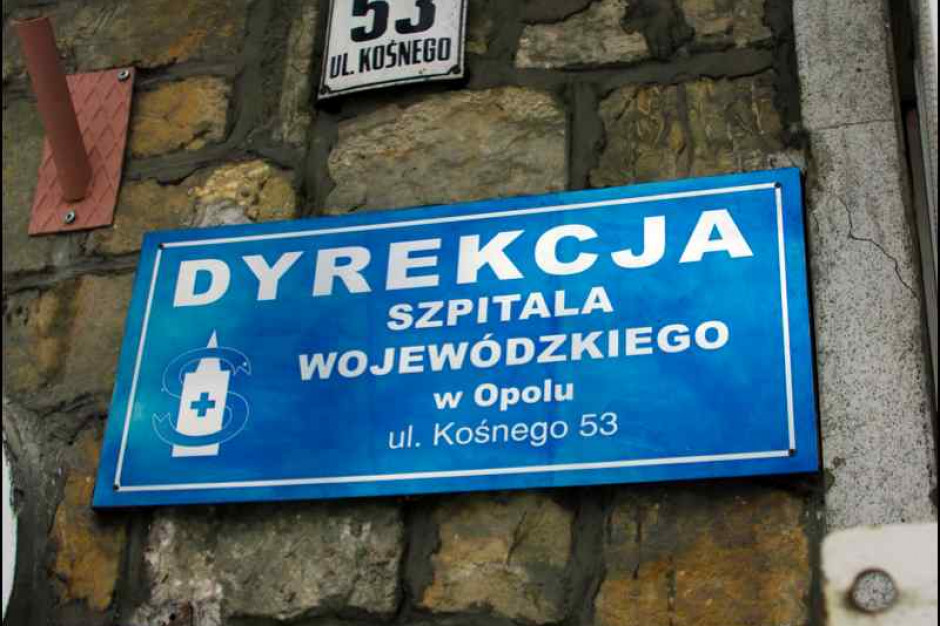 53
UL. KOŚNEGO
DYREKCJA
SZPITALA
WOJEWÓDZKIEGO
w Opolu
ul. Kośnego 53